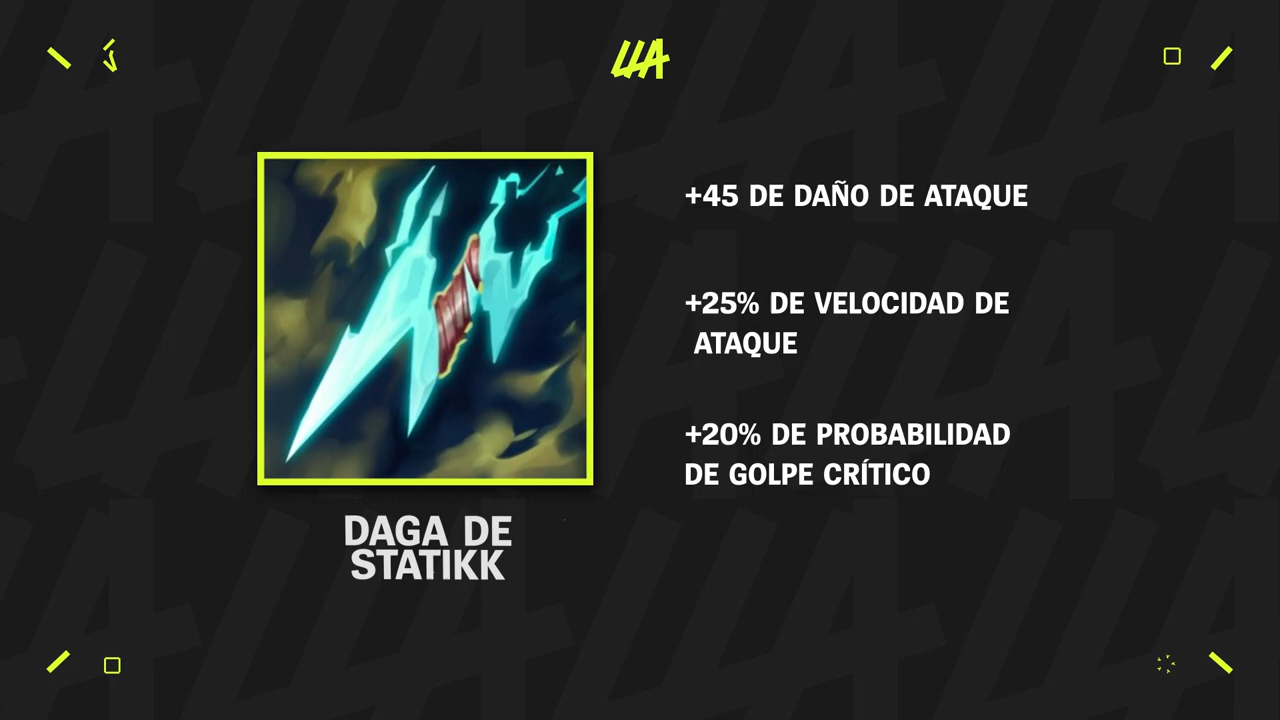 LLA
+45 DE DAÑO DE ATAQUE
+25% DE VELOCIDAD DE
ATAQUE
+20% DE PROBABILIDAD
DE GOLPE CRÍTICO
DAGA DE
STATIKK